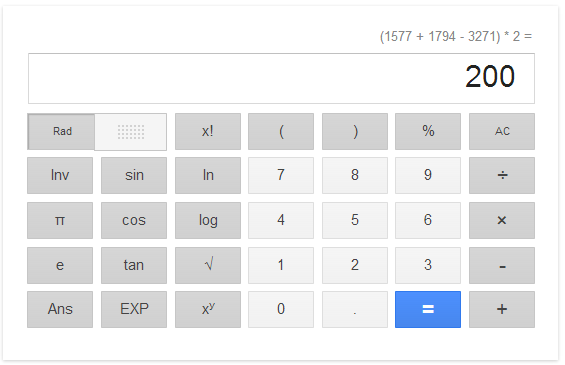 (1577 + 1794 - 3271) * 2 =
200
Rad x! ( ) % AC
Inv sin ln 7 8 9 ÷
π cos log 4 5 6 ×
e tan √ 1 2 3 -
Ans EXP xʸ 0 . = +